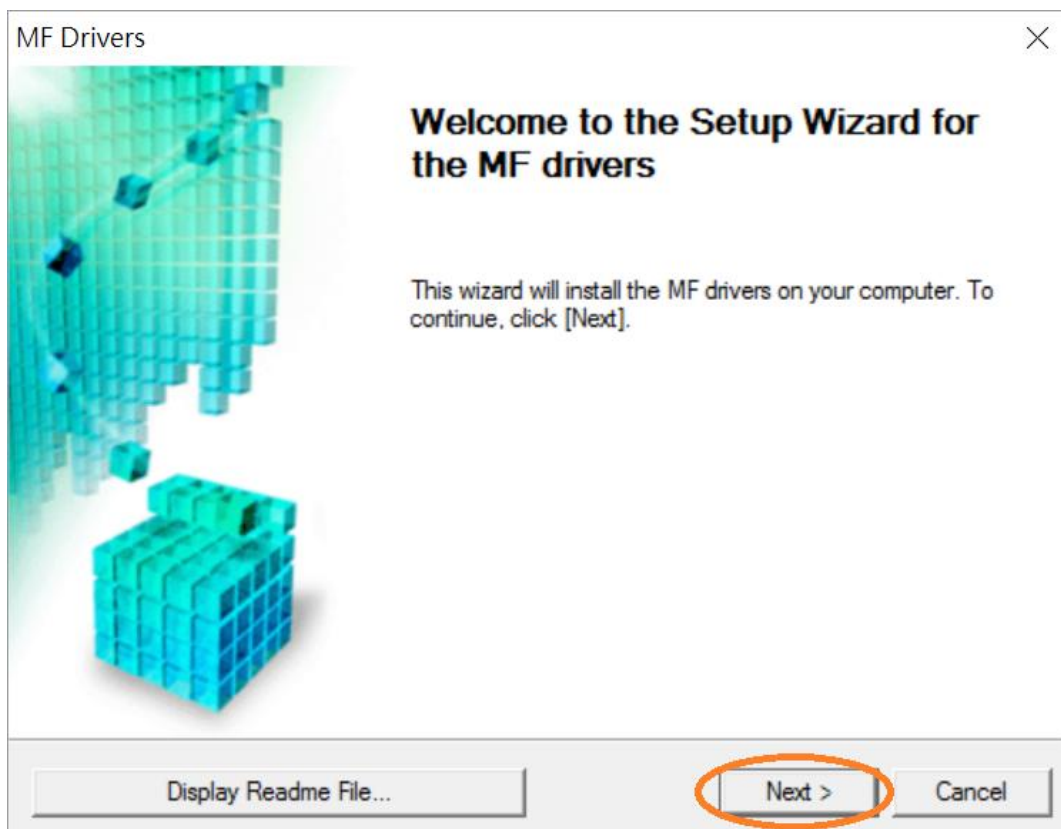 MF Drivers
Welcome to the Setup Wizard for
the MF drivers
This wizard will install the MF drivers on your computer. To
continue, click [Next].
Display Readme File...
Next >
Cancel